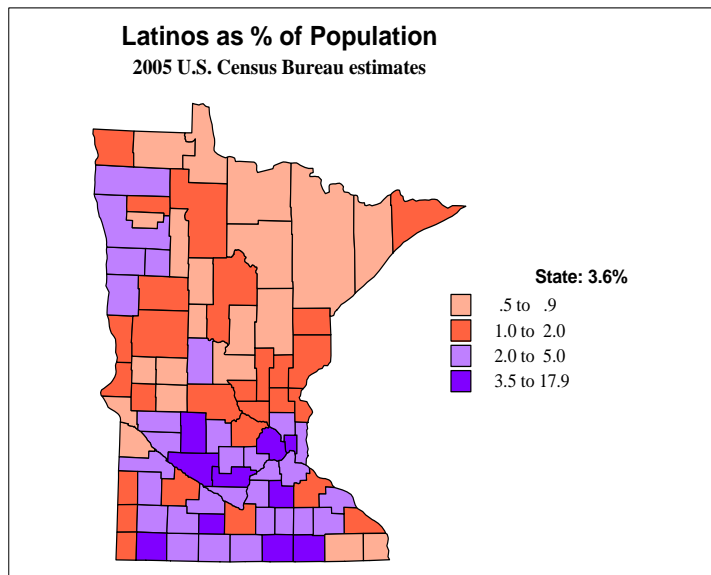 Latinos as % of Population
2005 U.S. Census Bureau estimates
State: 3.6%
.5 to .9
1.0 to 2.0
2.0 to 5.0
3.5 to 17.9